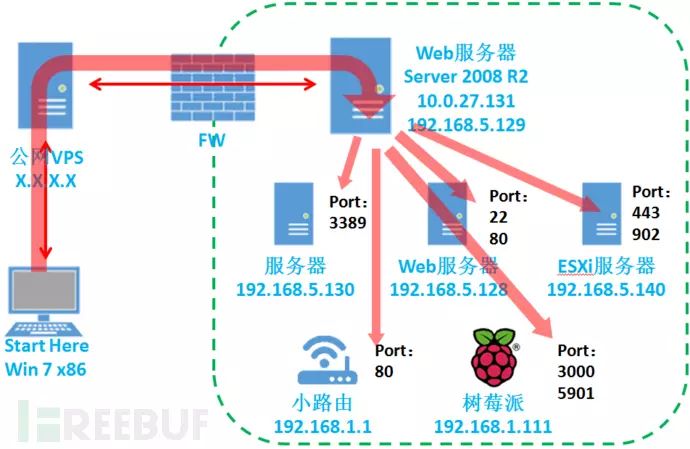 Web服务器
Server 2008 R2
10.0.27.131
192.168.5.129
FW
公网VPS
X.X.X.X
Port：
3389
Port：
22
80
Port：
443
902
服务器
192.168.5.130
Web服务器
192.168.5.128
ESXi服务器
192.168.5.140
Start Here
Win 7 x86
Port：
80
Port：
3000
5901
小路由
192.168.1.1
树莓派
192.168.1.111
FREEBUF